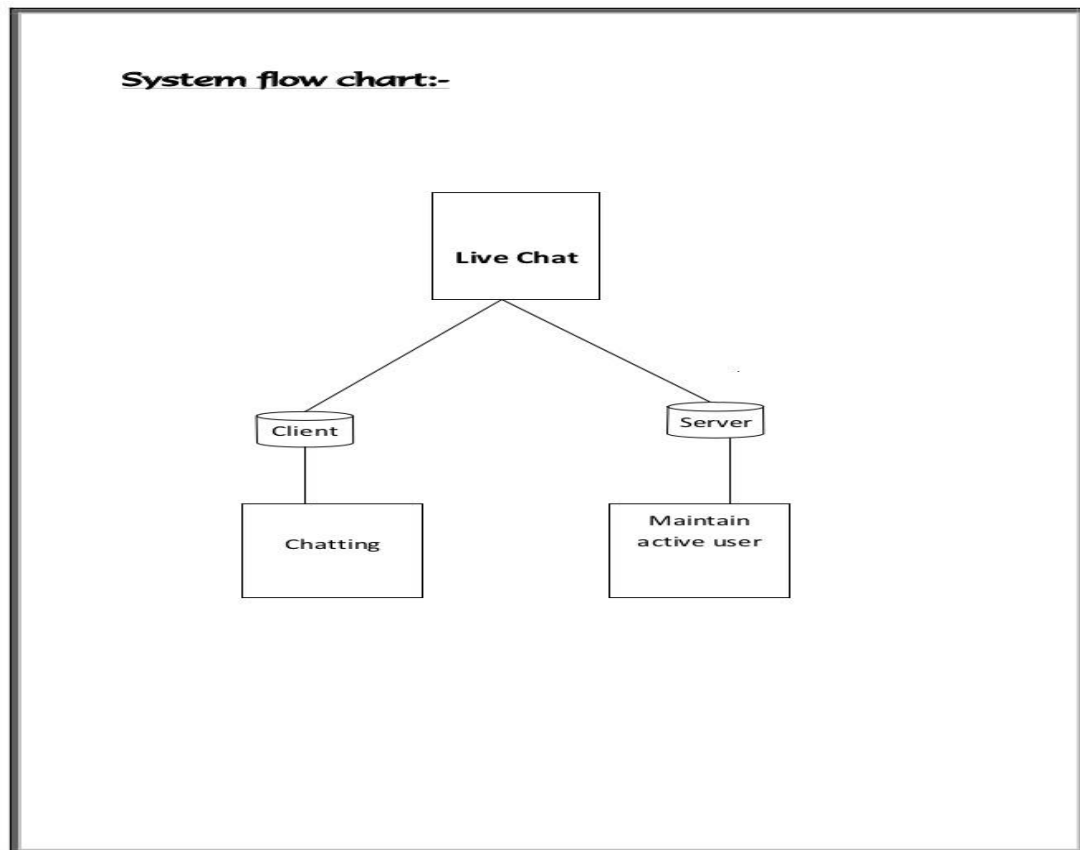 System flow chart:-
Live Chat
Client
Server
Chatting
Maintain
active user